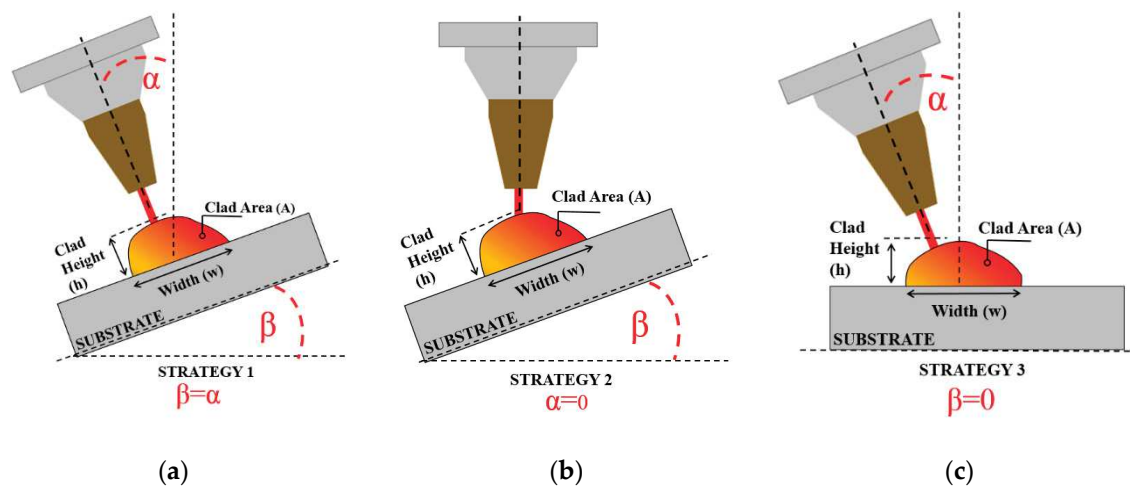 α
Clad Area (A)
Clad
Height
(h)
Width (w)
SUBSTRATE
β
STRATEGY 1
β=α
(a)
Clad Area (A)
Clad
Height
(h)
Width (w)
SUBSTRATE
β
STRATEGY 2
α=0
(b)
α
Clad
Height
(h)
Clad Area (A)
Width (w)
SUBSTRATE
STRATEGY 3
β=0
(c)